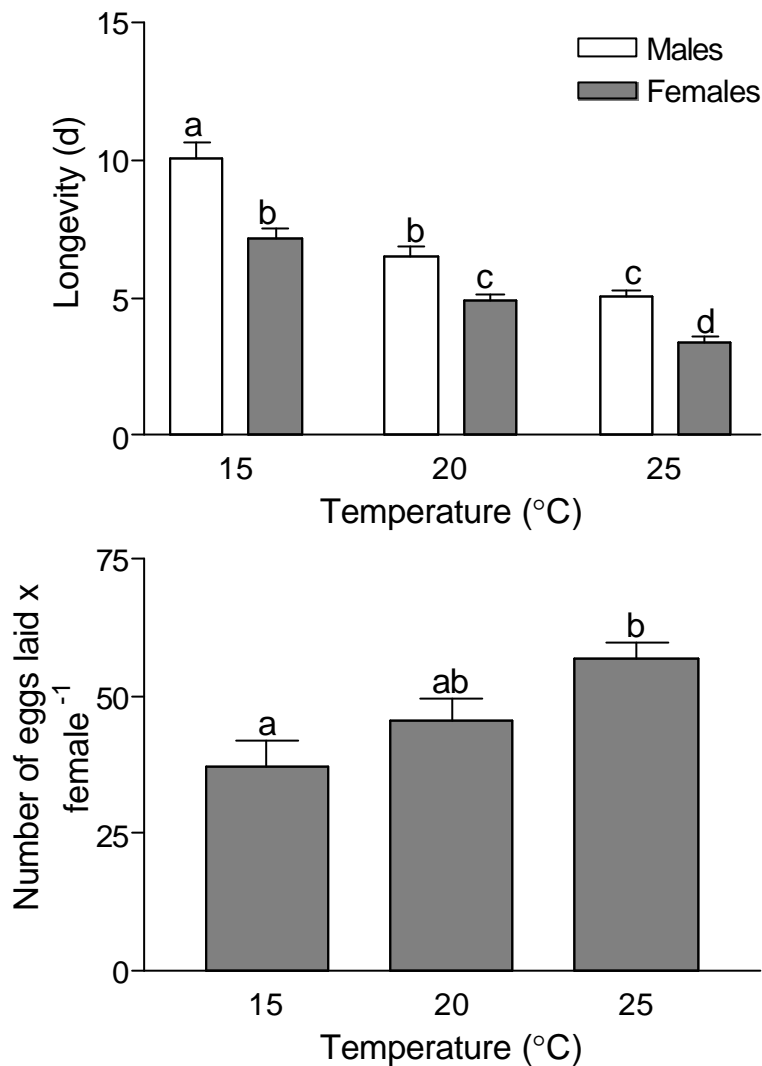 15
Males
Females
a
10
b
b
c
c
d
5
0
Longevity (d)
15 20 25
Temperature (°C)
75
b
ab
50
a
25
0
Number of eggs laid x
female⁻¹
15 20 25
Temperature (°C)